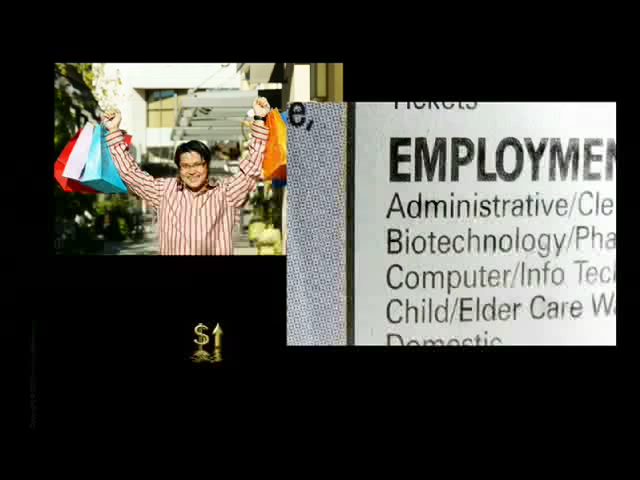 e,
Tickets
EMPLOYMEN
Administrative/Cle
Biotechnology/Pha
Computer/Info Tec
Child/Elder Care W
Domestic
$↑